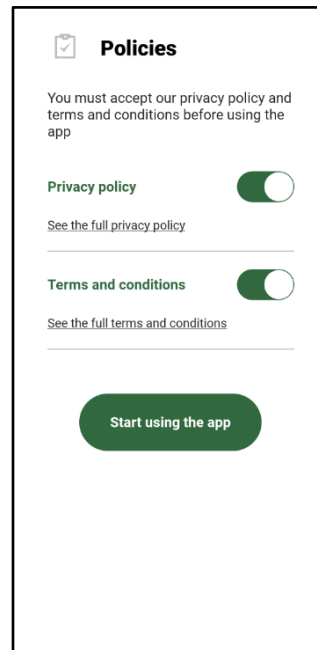 Policies
You must accept our privacy policy and
terms and conditions before using the
app
Privacy policy
See the full privacy policy
Terms and conditions
See the full terms and conditions
Start using the app